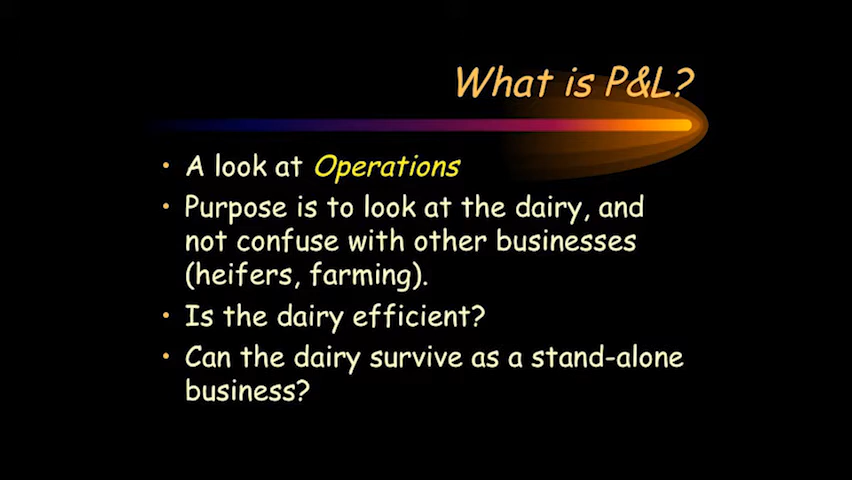 What is P&L?
• A look at Operations
• Purpose is to look at the dairy, and
not confuse with other businesses
(heifers, farming).
• Is the dairy efficient?
• Can the dairy survive as a stand-alone
business?